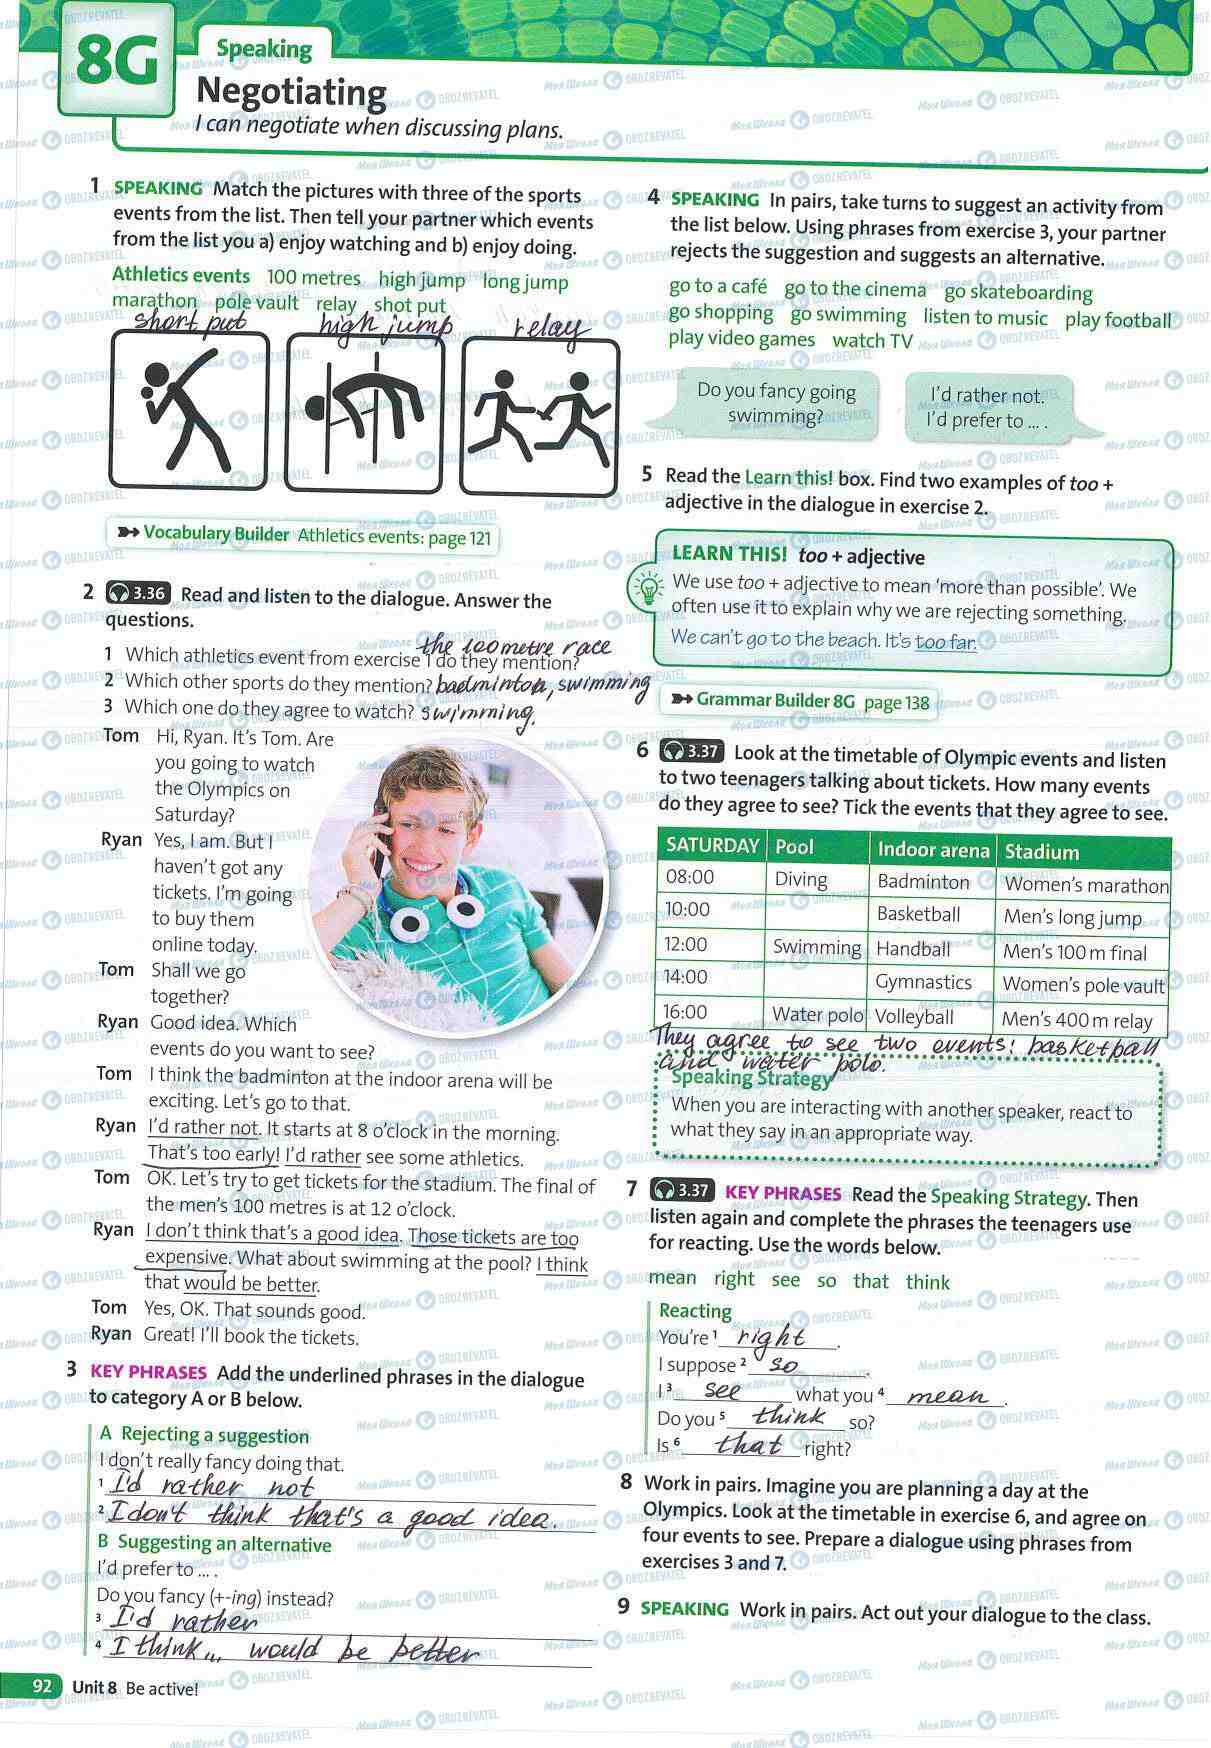 8G
Speaking
Negotiating
I can negotiate when discussing plans.
1 SPEAKING Match the pictures with three of the sports
events from the list. Then tell your partner which events
from the list you a) enjoy watching and b) enjoy doing.
Athletics events 100 metres high jump long jump
marathon pole vault relay shot put
short put high jump relay
Vocabulary Builder Athletics events: page 121
2 3.36 Read and listen to the dialogue. Answer the
questions.
the 100 metre race
1 Which athletics event from exercise 1 do they mention?
2 Which other sports do they mention? badminton, swimming
3 Which one do they agree to watch? swimming.
Tom Hi, Ryan. It's Tom. Are
you going to watch
the Olympics on
Saturday?
Ryan Yes, I am. But I
haven't got any
tickets. I'm going
to buy them
online today.
Tom Shall we go
together?
Ryan Good idea. Which
events do you want to see?
Tom I think the badminton at the indoor arena will be
exciting. Let's go to that.
Ryan I'd rather not. It starts at 8 o'clock in the morning.
That's too early! I'd rather see some athletics.
Tom OK. Let's try to get tickets for the stadium. The final of
the men's 100 metres is at 12 o'clock.
Ryan I don't think that's a good idea. Those tickets are too
expensive. What about swimming at the pool? I think
that would be better.
Tom Yes, OK. That sounds good.
Ryan Great! I'll book the tickets.
3 KEY PHRASES Add the underlined phrases in the dialogue
to category A or B below.
A Rejecting a suggestion
I don't really fancy doing that.
1 I'd rather not
2 I don't think that's a good idea.
B Suggesting an alternative
I'd prefer to ... .
Do you fancy (+-ing) instead?
3 I'd rather
4 I think... would be better
92 Unit 8 Be active!
4 SPEAKING In pairs, take turns to suggest an activity from
the list below. Using phrases from exercise 3, your partner
rejects the suggestion and suggests an alternative.
go to a café go to the cinema go skateboarding
go shopping go swimming listen to music play football
play video games watch TV
Do you fancy going
swimming?
I'd rather not.
I'd prefer to ... .
5 Read the Learn this! box. Find two examples of too +
adjective in the dialogue in exercise 2.
LEARN THIS! too + adjective
We use too + adjective to mean 'more than possible'. We
often use it to explain why we are rejecting something.
We can't go to the beach. It's too far.
Grammar Builder 8G page 138
6 3.37 Look at the timetable of Olympic events and listen
to two teenagers talking about tickets. How many events
do they agree to see? Tick the events that they agree to see.
SATURDAY Pool Indoor arena Stadium
08:00 Diving Badminton Women's marathon
10:00 Basketball Men's long jump
12:00 Swimming Handball Men's 100 m final
14:00 Gymnastics Women's pole vault
16:00 Water polo Volleyball Men's 400 m relay
They agree to see two events: basketball
and water polo.
Speaking Strategy
When you are interacting with another speaker, react to
what they say in an appropriate way.
7 3.37 KEY PHRASES Read the Speaking Strategy. Then
listen again and complete the phrases the teenagers use
for reacting. Use the words below.
mean right see so that think
Reacting
You're 1 right.
I suppose 2 so.
I 3 see what you 4 mean.
Do you 5 think so?
Is 6 that right?
8 Work in pairs. Imagine you are planning a day at the
Olympics. Look at the timetable in exercise 6, and agree on
four events to see. Prepare a dialogue using phrases from
exercises 3 and 7.
9 SPEAKING Work in pairs. Act out your dialogue to the class.
Моя Школа OBOZREVATEL